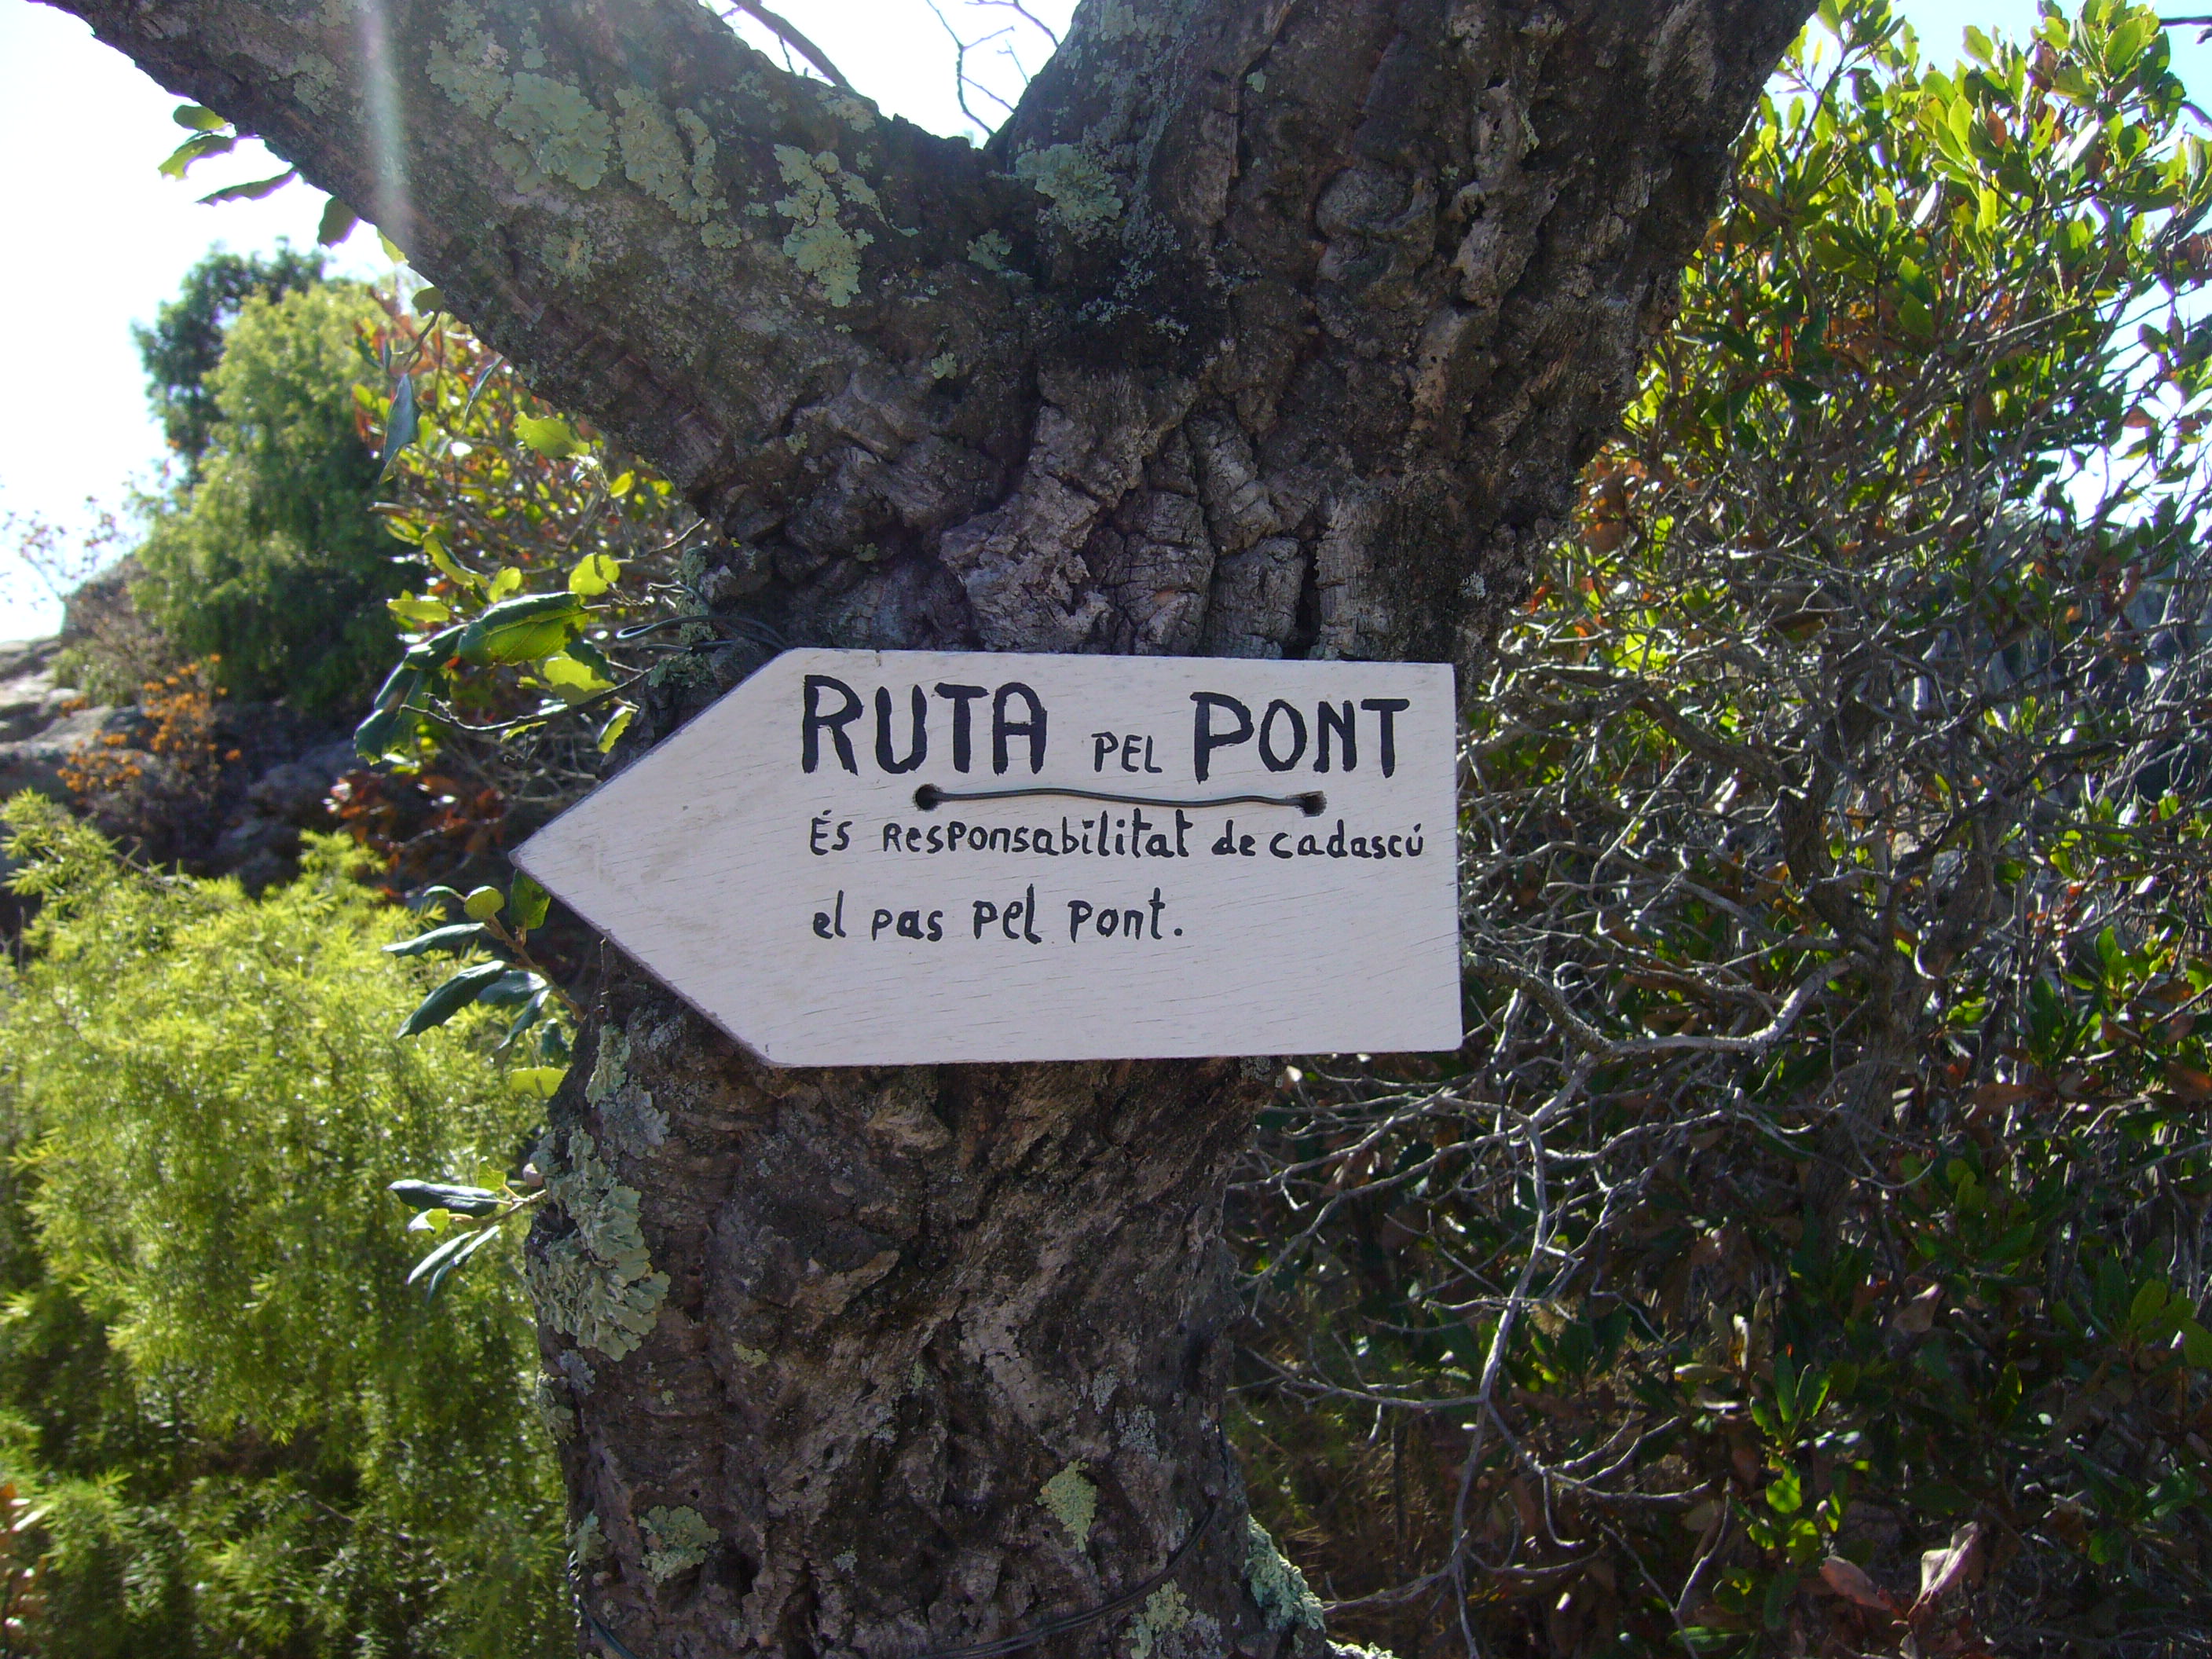 RUTA PEL PONT
És Responsabilitat de cadascú
el pas pel pont.